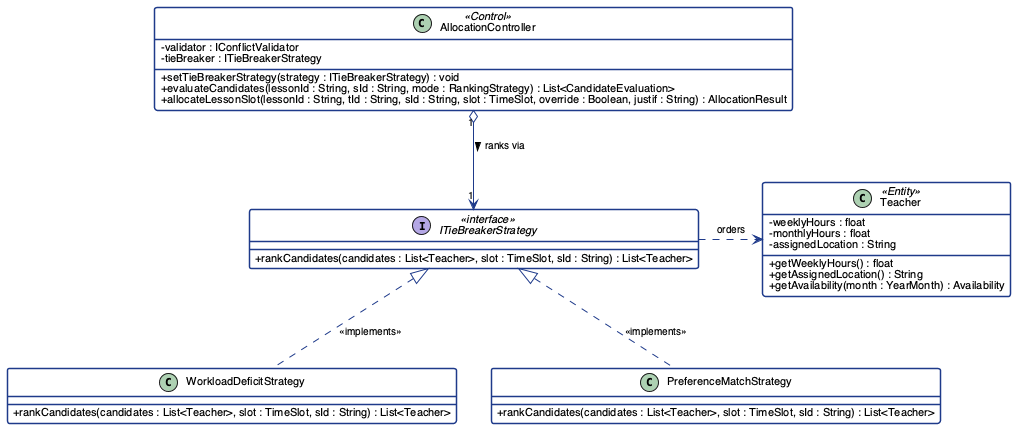 C
«Control»
AllocationController
-validator : IConflictValidator
-tieBreaker : ITieBreakerStrategy
+setTieBreakerStrategy(strategy : ITieBreakerStrategy) : void
+evaluateCandidates(lessonId : String, sId : String, mode : RankingStrategy) : List<CandidateEvaluation>
+allocateLessonSlot(lessonId : String, tId : String, sId : String, slot : TimeSlot, override : Boolean, justif : String) : AllocationResult
1
ranks via
1
I
«interface»
ITieBreakerStrategy
+rankCandidates(candidates : List<Teacher>, slot : TimeSlot, sId : String) : List<Teacher>
orders
C
«Entity»
Teacher
-weeklyHours : float
-monthlyHours : float
-assignedLocation : String
+getWeeklyHours() : float
+getAssignedLocation() : String
+getAvailability(month : YearMonth) : Availability
«implements»
«implements»
C
WorkloadDeficitStrategy
+rankCandidates(candidates : List<Teacher>, slot : TimeSlot, sId : String) : List<Teacher>
C
PreferenceMatchStrategy
+rankCandidates(candidates : List<Teacher>, slot : TimeSlot, sId : String) : List<Teacher>